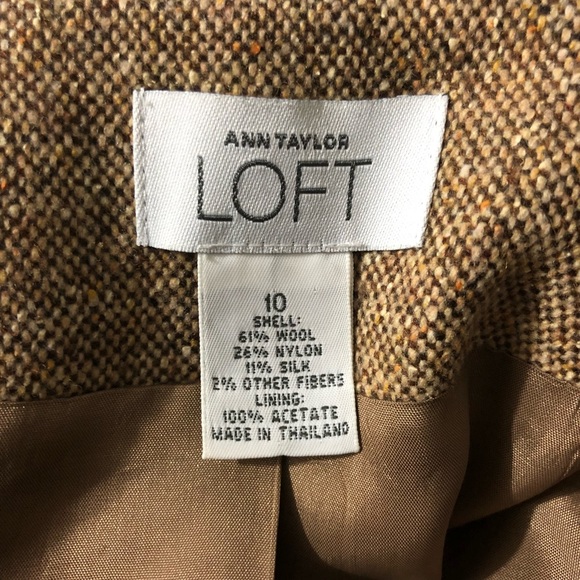 ANN TAYLOR
LOFT
10
SHELL:
61% WOOL
26% NYLON
11% SILK
2% OTHER FIBERS
LINING:
100% ACETATE
MADE IN THAILAND